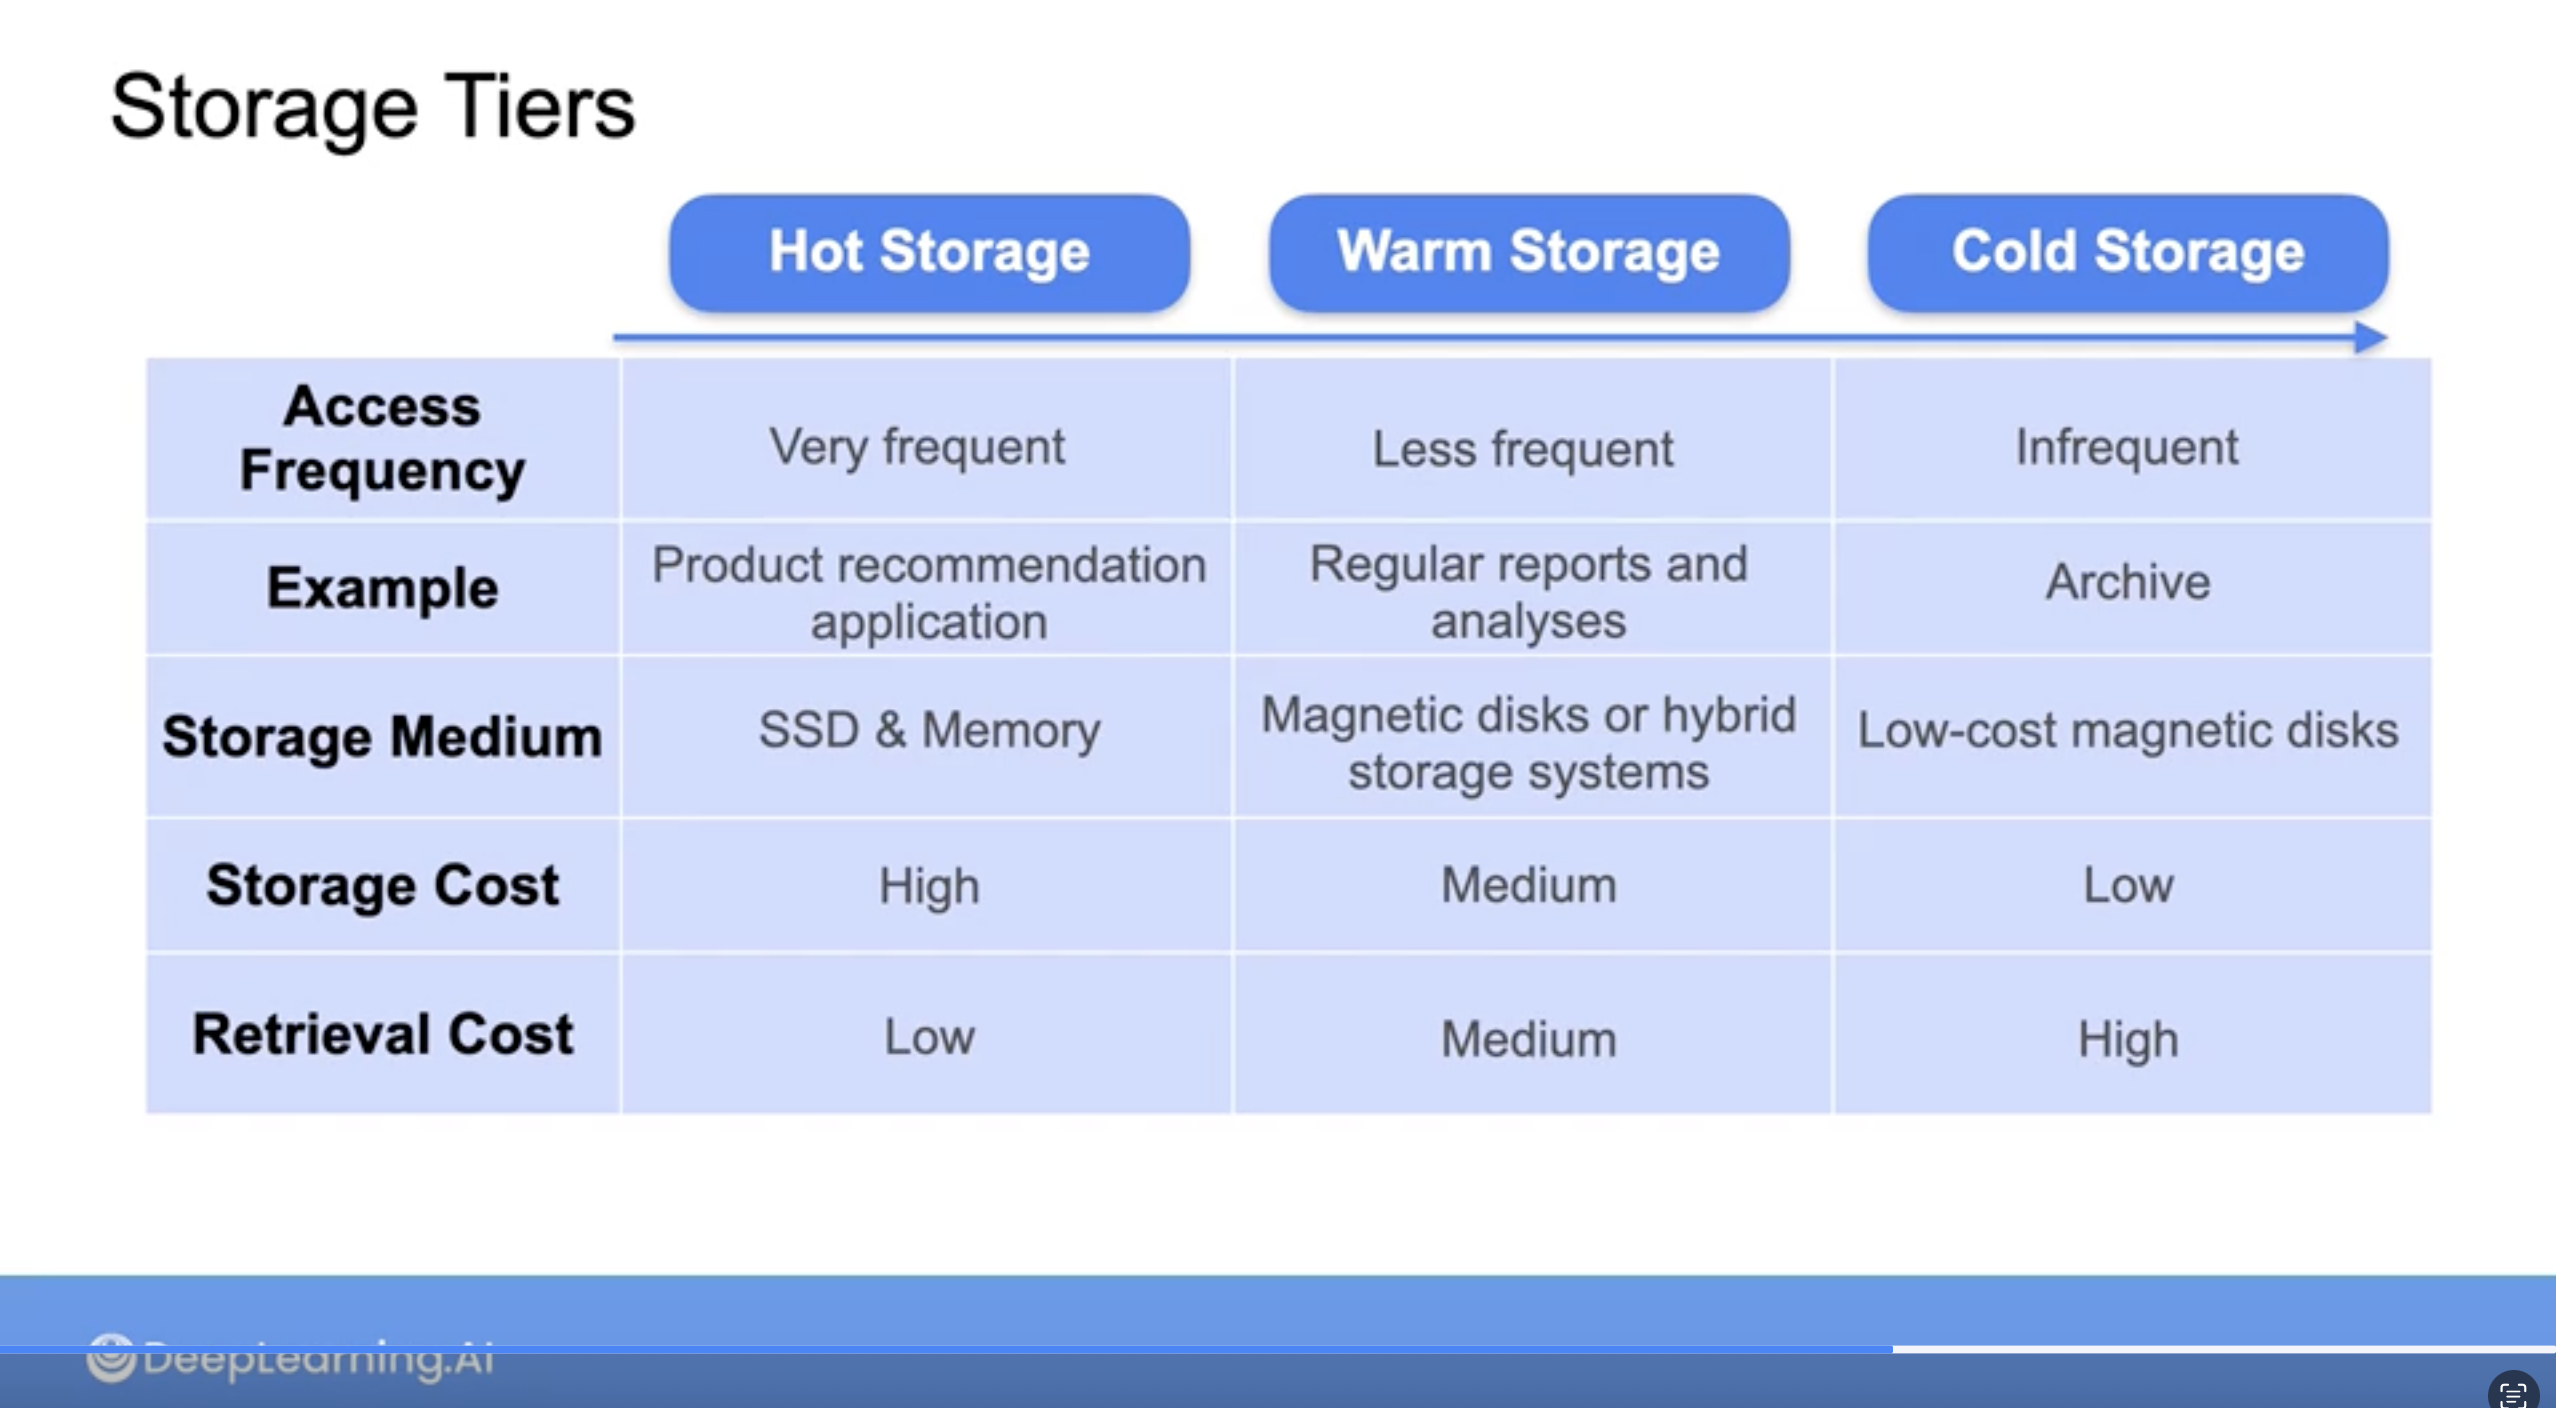 Storage Tiers
Hot Storage
Warm Storage
Cold Storage
Access
Frequency
Very frequent
Less frequent
Infrequent
Example
Product recommendation
application
Regular reports and
analyses
Archive
Storage Medium
SSD & Memory
Magnetic disks or hybrid
storage systems
Low-cost magnetic disks
Storage Cost
High
Medium
Low
Retrieval Cost
Low
Medium
High
DeepLearning.AI